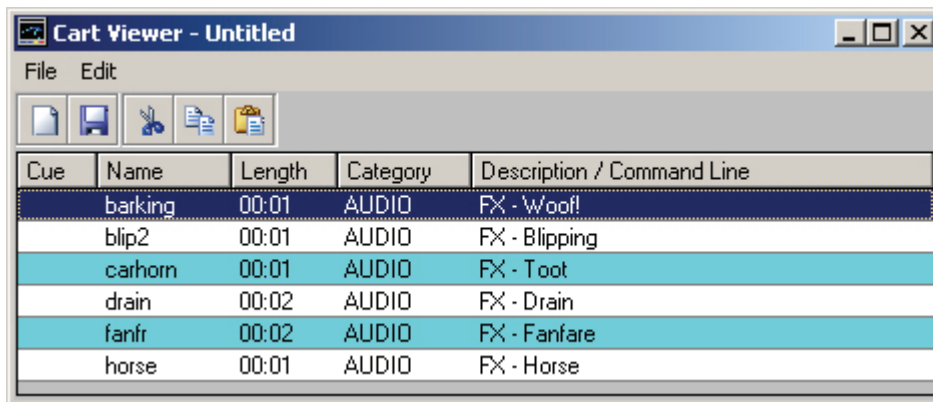 Cart Viewer - Untitled
File Edit
Cue Name Length Category Description / Command Line
barking 00:01 AUDIO FX - Woof!
blip2 00:01 AUDIO FX - Blipping
carhorn 00:01 AUDIO FX - Toot
drain 00:02 AUDIO FX - Drain
fanfr 00:02 AUDIO FX - Fanfare
horse 00:01 AUDIO FX - Horse